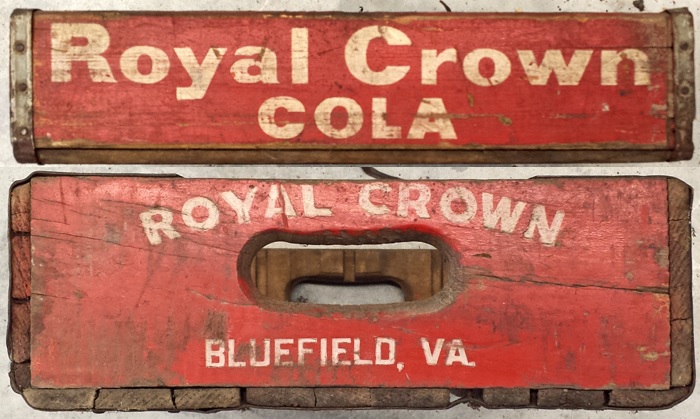 Royal Crown
COLA
ROYAL CROWN
BLUEFIELD, VA.